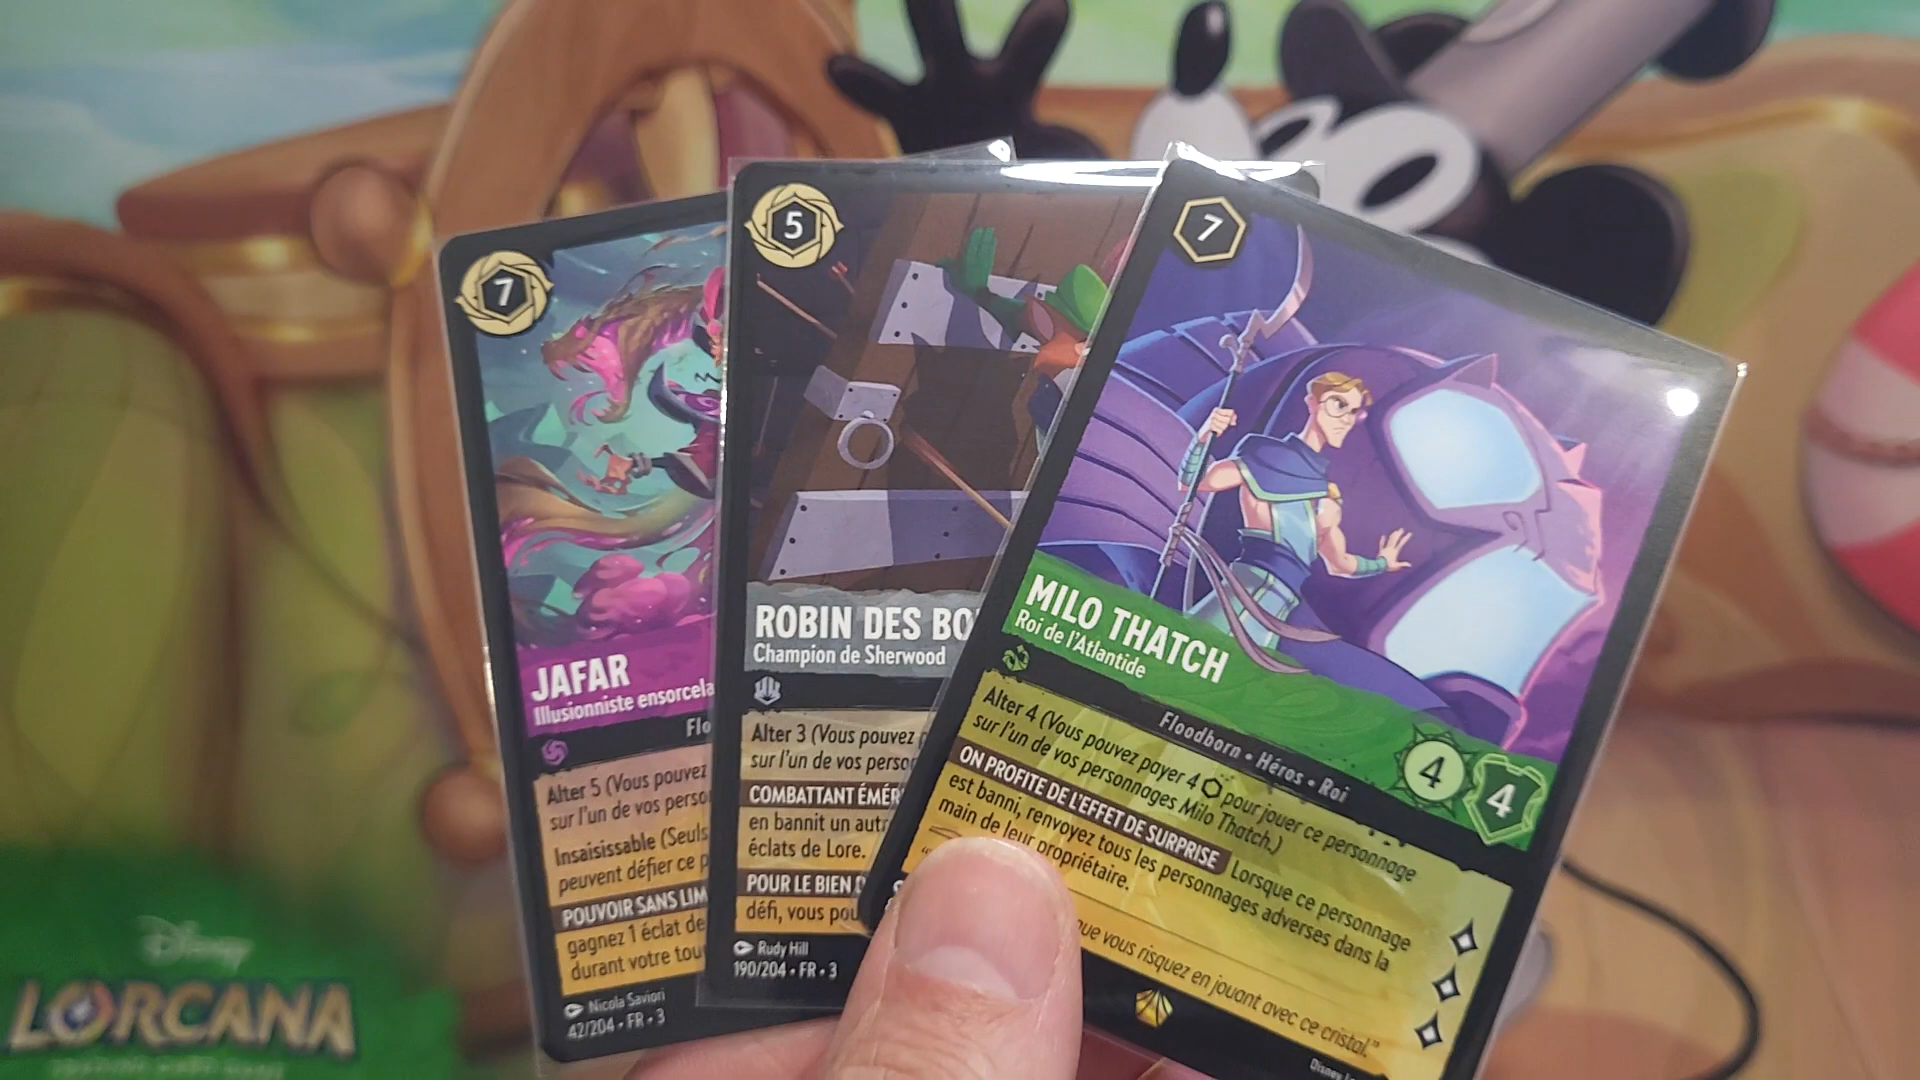 7
JAFAR
Illusionniste ensorcela
Flo
Alter 5 (Vous pouvez
sur l'un de vos perso
Insaisissable (Seuls
peuvent défier ce p
POUVOIR SANS LIM
gagnez 1 éclat de
durant votre tou
Nicola Saviori
42/204 • FR • 3
5
ROBIN DES BO
Champion de Sherwood
Alter 3 (Vous pouvez
sur l'un de vos perso
COMBATTANT ÉMÉR
en bannit un autr
éclats de Lore.
POUR LE BIEN D
défi, vous pou
Rudy Hill
190/204 • FR • 3
7
MILO THATCH
Roi de l'Atlantide
Floodborn • Héros • Roi
4 4
Alter 4 (Vous pouvez payer 4 pour jouer ce personnage
sur l'un de vos personnages Milo Thatch.)
ON PROFITE DE L'EFFET DE SURPRISE Lorsque ce personnage
est banni, renvoyez tous les personnages adverses dans la
main de leur propriétaire.
que vous risquez en jouant avec ce cristal."
Disney
Disney
LORCANA